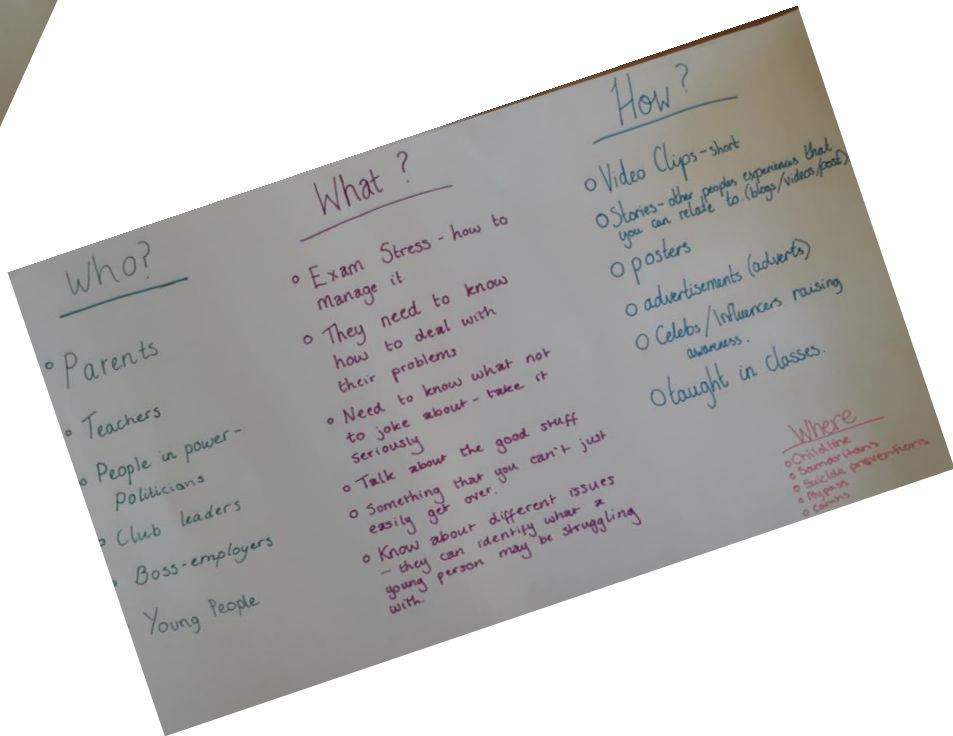 Who?
Parents
Teachers
People in power -
Politicians
Club leaders
Boss-employers
Young People
What?
Exam Stress - how to
manage it
They need to know
how to deal with
their problems
Need to know what not
to joke about - take it
seriously
Talk about the good stuff
Something that you can't just
easily get over.
Know about different issues
- they can identify what a
young person may be struggling
with.
How?
Video Clips - short
Stories - other peoples experiences that
you can relate to. (blogs/videos/post)
posters
advertisements (adverts)
Celebs/Influencers raising
awareness.
taught in classes.
Where
Childline
Samaritans
Suicide preventions
Mypas
camhs